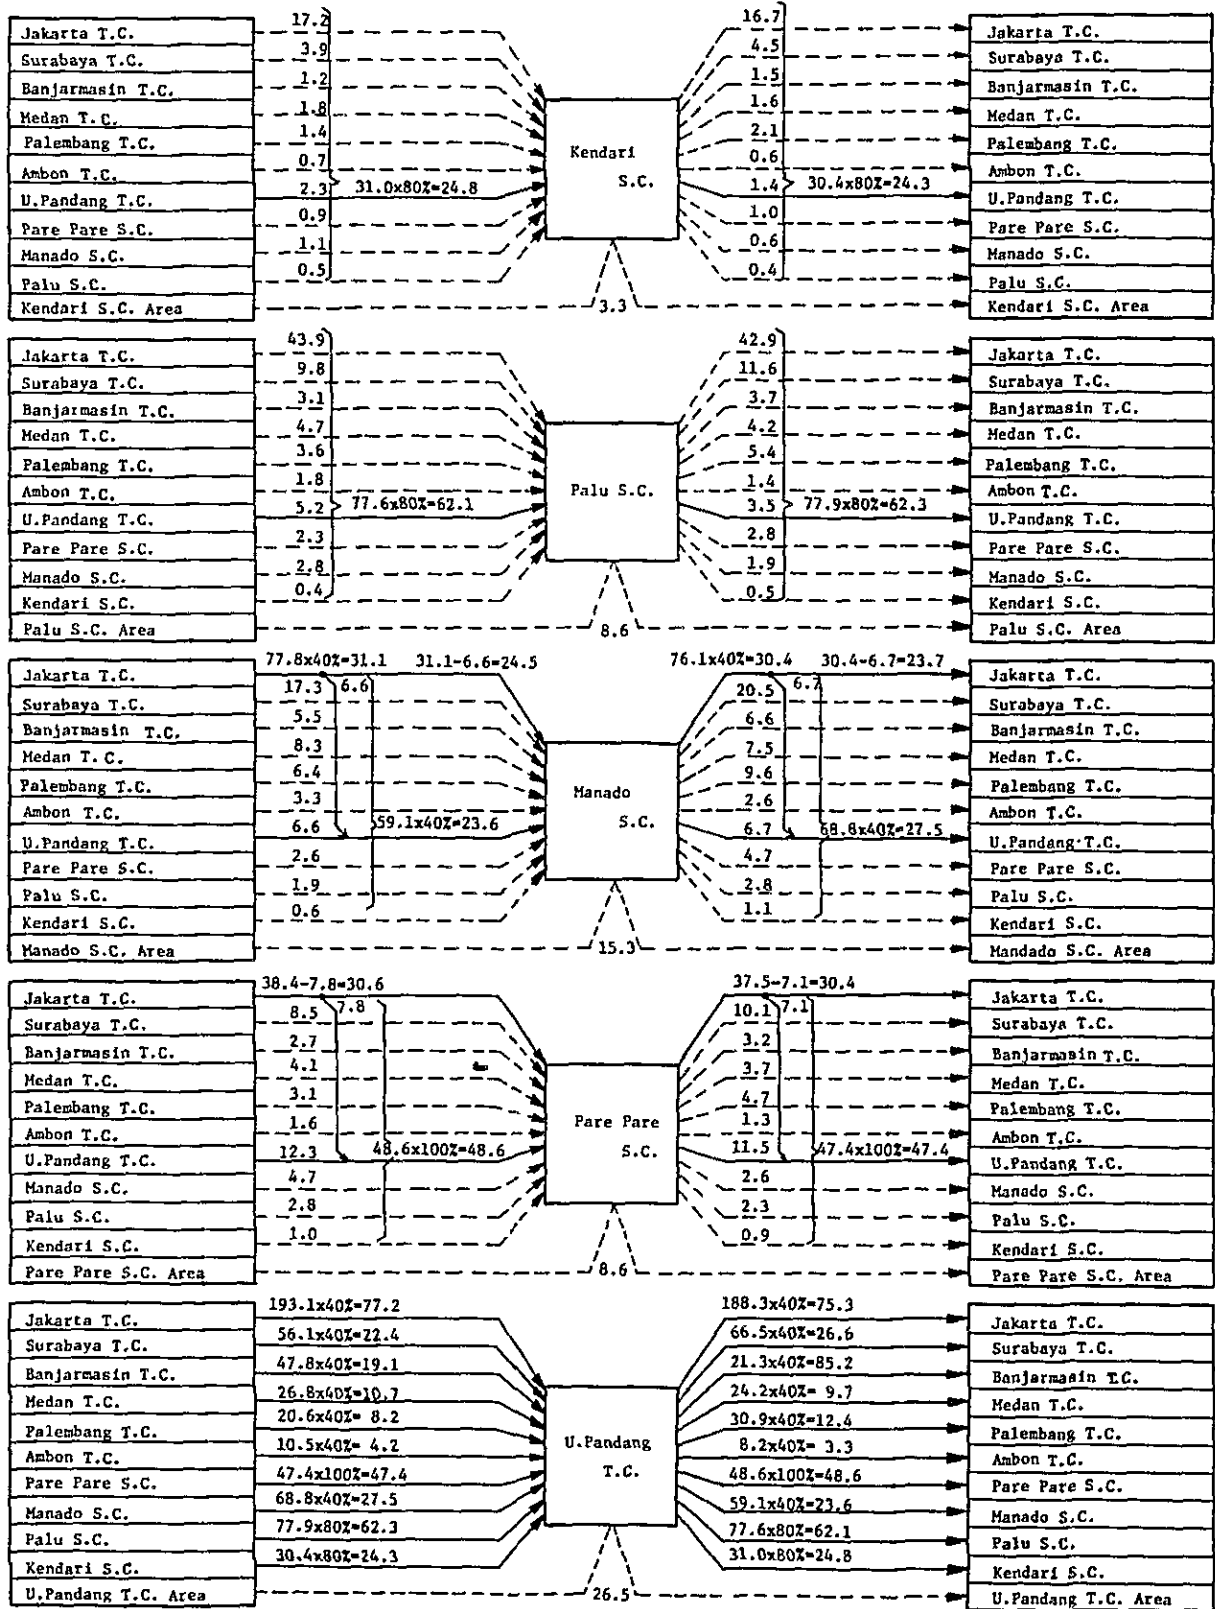 17.2 16.7
Jakarta T.C. Jakarta T.C.
3.9 4.5
Surabaya T.C. Surabaya T.C.
1.2 1.5
Banjarmasin T.C. Banjarmasin T.C.
1.8 1.6
Medan T.C. Medan T.C.
1.4 2.1
Palembang T.C. Palembang T.C.
Kendari S.C.
0.7 0.6
Ambon T.C. Ambon T.C.
2.3 31.0x80%=24.8 1.4 30.4x80%=24.3
U.Pandang T.C. U.Pandang T.C.
0.9 1.0
Pare Pare S.C. Pare Pare S.C.
1.1 0.6
Manado S.C. Manado S.C.
0.5 0.4
Palu S.C. Palu S.C.
Kendari S.C. Area 3.3 Kendari S.C. Area
43.9 42.9
Jakarta T.C. Jakarta T.C.
9.8 11.6
Surabaya T.C. Surabaya T.C.
3.1 3.7
Banjarmasin T.C. Banjarmasin T.C.
4.7 4.2
Medan T.C. Medan T.C.
3.6 5.4
Palembang T.C. Palembang T.C.
1.8 Palu S.C. 1.4
Ambon T.C. Ambon T.C.
5.2 77.6x80%=62.1 3.5 77.9x80%=62.3
U.Pandang T.C. U.Pandang T.C.
2.3 2.8
Pare Pare S.C. Pare Pare S.C.
2.8 1.9
Manado S.C. Manado S.C.
0.4 0.5
Kendari S.C. Kendari S.C.
Palu S.C. Area 8.6 Palu S.C. Area
77.8x40%=31.1 31.1-6.6=24.5 76.1x40%=30.4 30.4-6.7=23.7
Jakarta T.C. Jakarta T.C.
17.3 6.6 20.5 6.7
Surabaya T.C. Surabaya T.C.
5.5 6.6
Banjarmasin T.C. Banjarmasin T.C.
8.3 7.5
Medan T.C. Medan T.C.
6.4 9.6
Palembang T.C. Palembang T.C.
3.3 Manado S.C. 2.6
Ambon T.C. Ambon T.C.
6.6 59.1x40%=23.6 6.7 68.8x40%=27.5
U.Pandang T.C. U.Pandang T.C.
2.6 4.7
Pare Pare S.C. Pare Pare S.C.
1.9 2.8
Palu S.C. Palu S.C.
0.6 1.1
Kendari S.C. Kendari S.C.
Manado S.C. Area 15.3 Mandado S.C. Area
38.4-7.8=30.6 37.5-7.1=30.4
Jakarta T.C. Jakarta T.C.
8.5 7.8 10.1 7.1
Surabaya T.C. Surabaya T.C.
2.7 3.2
Banjarmasin T.C. Banjarmasin T.C.
4.1 3.7
Medan T.C. Medan T.C.
3.1 4.7
Palembang T.C. Palembang T.C.
1.6 Pare Pare S.C. 1.3
Ambon T.C. Ambon T.C.
12.3 48.6x100%=48.6 11.5 47.4x100%=47.4
U.Pandang T.C. U.Pandang T.C.
4.7 2.6
Manado S.C. Manado S.C.
2.8 2.3
Palu S.C. Palu S.C.
1.0 0.9
Kendari S.C. Kendari S.C.
Pare Pare S.C. Area 8.6 Pare Pare S.C. Area
193.1x40%=77.2 188.3x40%=75.3
Jakarta T.C. Jakarta T.C.
56.1x40%=22.4 66.5x40%=26.6
Surabaya T.C. Surabaya T.C.
47.8x40%=19.1 21.3x40%=85.2
Banjarmasin T.C. Banjarmasin T.C.
26.8x40%=10.7 24.2x40%= 9.7
Medan T.C. Medan T.C.
20.6x40%= 8.2 30.9x40%=12.4
Palembang T.C. Palembang T.C.
10.5x40%= 4.2 U.Pandang T.C. 8.2x40%= 3.3
Ambon T.C. Ambon T.C.
47.4x100%=47.4 48.6x100%=48.6
Pare Pare S.C. Pare Pare S.C.
68.8x40%=27.5 59.1x40%=23.6
Manado S.C. Manado S.C.
77.9x80%=62.3 77.6x80%=62.1
Palu S.C. Palu S.C.
30.4x80%=24.3 31.0x80%=24.8
Kendari S.C. Kendari S.C.
U.Pandang T.C. Area 26.5 U.Pandang T.C. Area